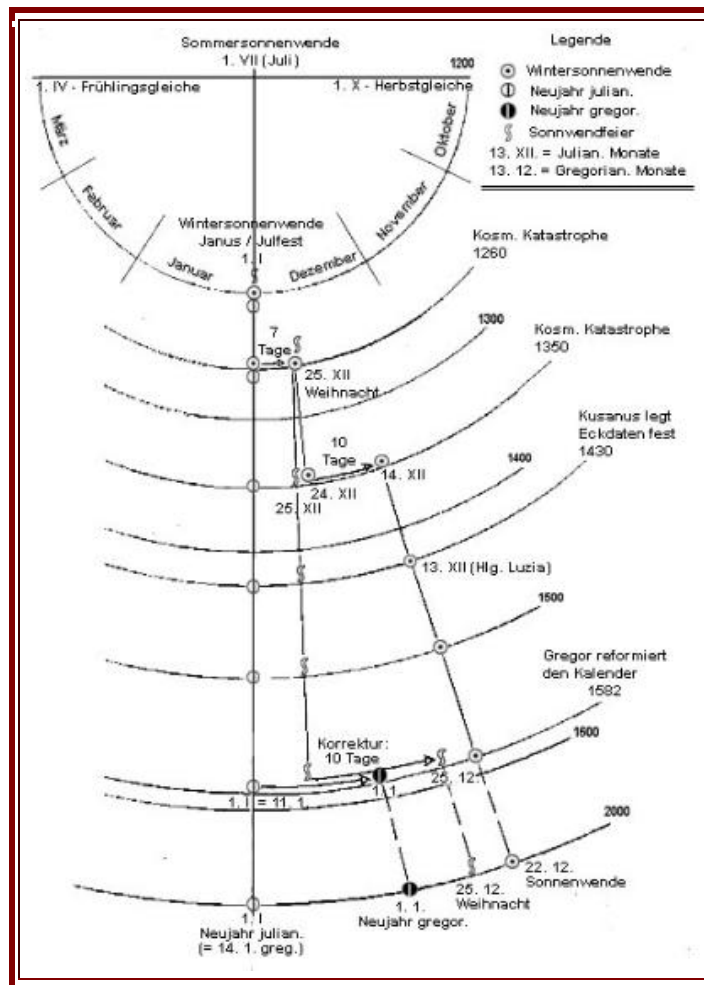 Sommersonnenwende
1. VII (Juli)
1200
1. IV - Frühlingsgleiche
1. X - Herbstgleiche
Legende
Wintersonnenwende
Neujahr julian.
Neujahr gregor.
Sonnwendfeier
13. XII. = Julian. Monate
13. 12. = Gregorian. Monate
März
Februar
Januar
Dezember
November
Oktober
Wintersonnenwende
Janus / Julfest
1. I
Kosm. Katastrophe
1260
7
Tage
1300
25. XII
Weihnacht
Kosm. Katastrophe
1350
10
Tage
24. XII
14. XII
25. XII
Kusanus legt
Eckdaten fest
1430
1400
13. XII (Hlg. Luzia)
1500
Gregor reformiert
den Kalender
1582
Korrektur:
10 Tage
1600
1. I = 11. 1.
1. 1
25. 12.
2000
22. 12.
Sonnenwende
25. 12.
Weihnacht
1. 1.
Neujahr gregor.
1. I
Neujahr julian.
(= 14. 1. greg.)